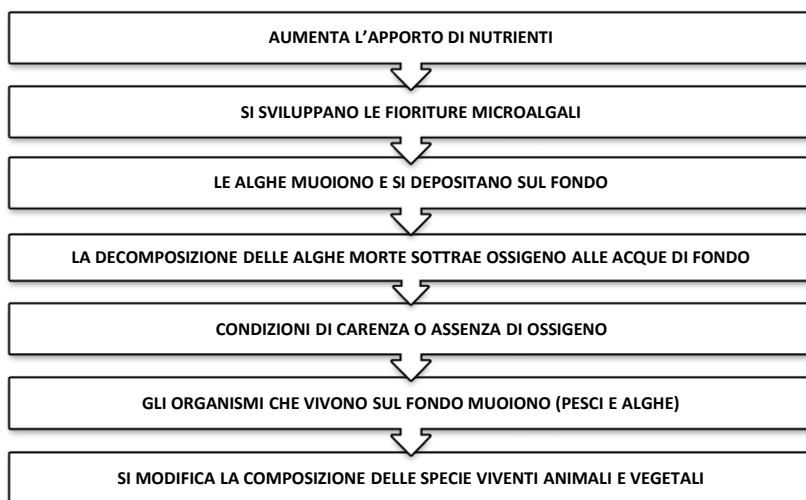 AUMENTA L’APPORTO DI NUTRIENTI
SI SVILUPPANO LE FIORITURE MICROALGALI
LE ALGHE MUOIONO E SI DEPOSITANO SUL FONDO
LA DECOMPOSIZIONE DELLE ALGHE MORTE SOTTRAE OSSIGENO ALLE ACQUE DI FONDO
CONDIZIONI DI CARENZA O ASSENZA DI OSSIGENO
GLI ORGANISMI CHE VIVONO SUL FONDO MUOIONO (PESCI E ALGHE)
SI MODIFICA LA COMPOSIZIONE DELLE SPECIE VIVENTI ANIMALI E VEGETALI